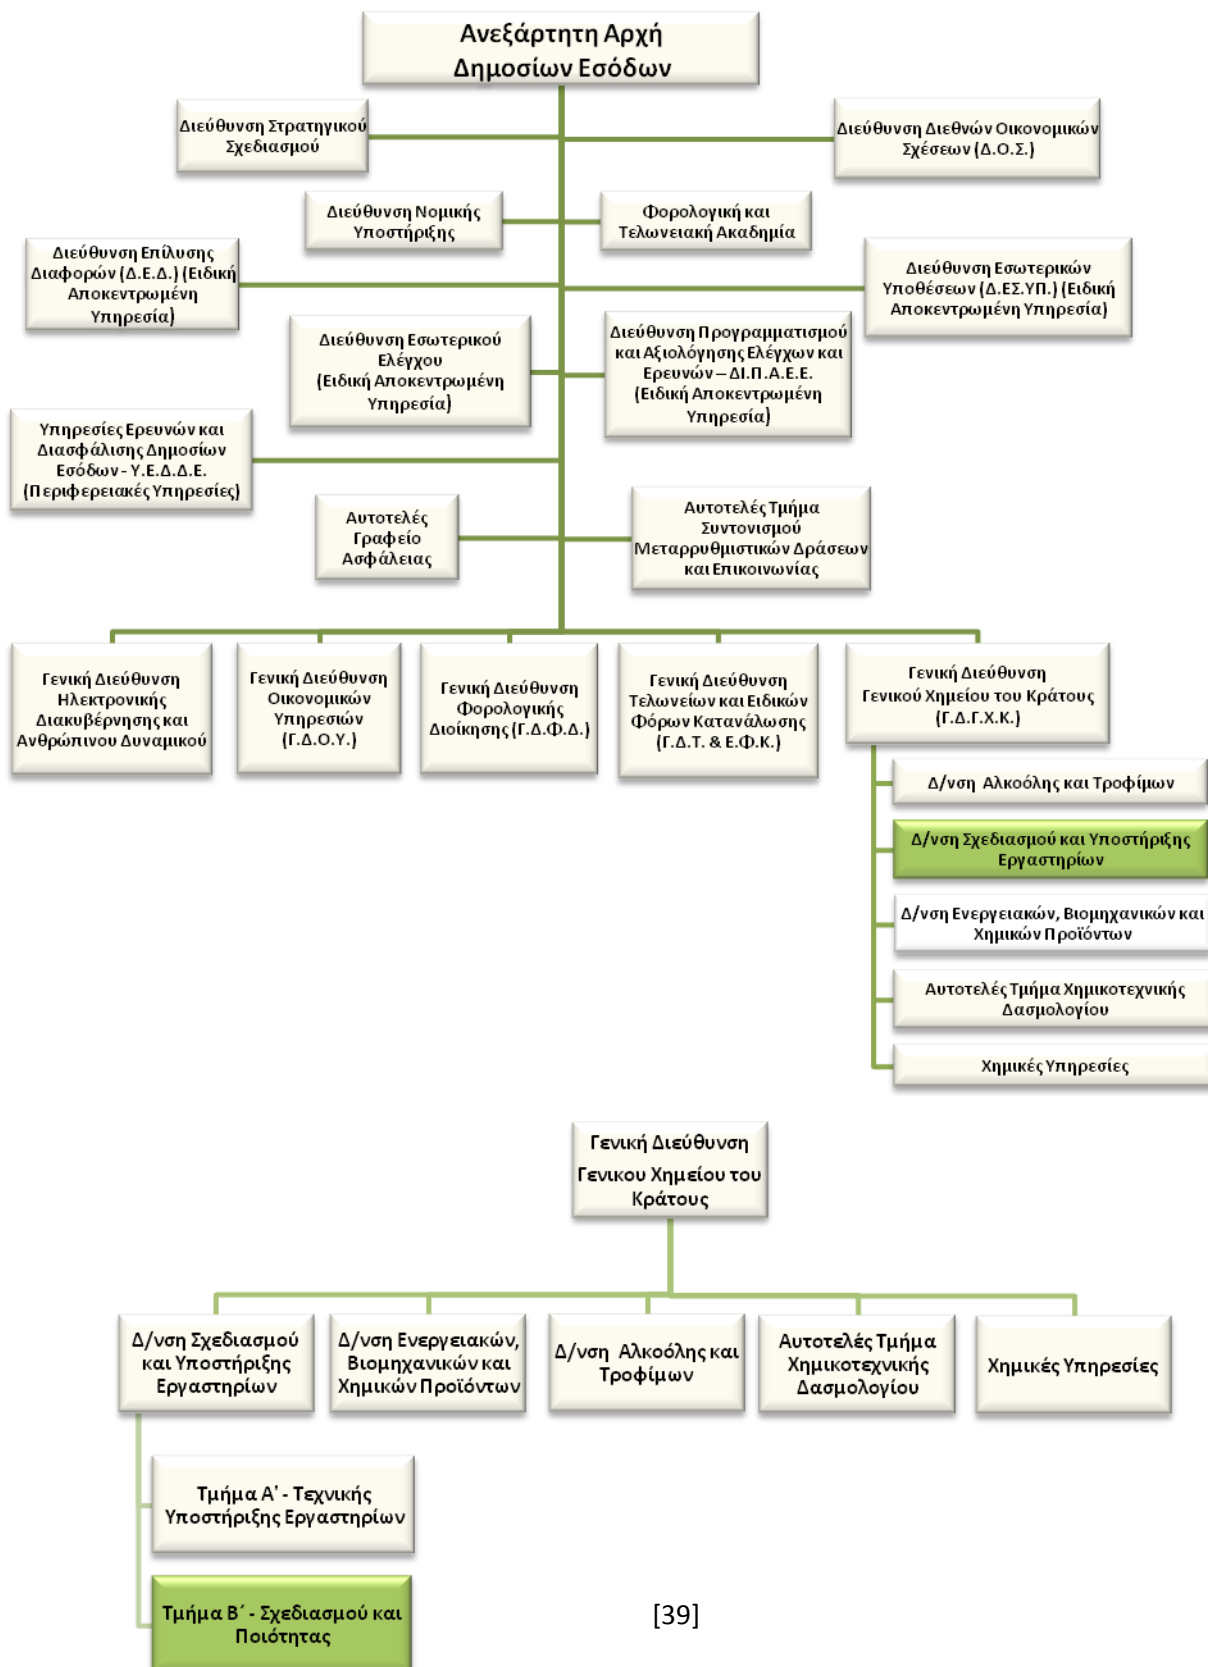 Ανεξάρτητη Αρχή
Δημοσίων Εσόδων
Διεύθυνση Στρατηγικού
Σχεδιασμού
Διεύθυνση Διεθνών Οικονομικών
Σχέσεων (Δ.Ο.Σ.)
Διεύθυνση Νομικής
Υποστήριξης
Φορολογική και
Τελωνειακή Ακαδημία
Διεύθυνση Επίλυσης
Διαφορών (Δ.Ε.Δ.) (Ειδική
Αποκεντρωμένη
Υπηρεσία)
Διεύθυνση Εσωτερικών
Υποθέσεων (Δ.ΕΣ.ΥΠ.) (Ειδική
Αποκεντρωμένη Υπηρεσία)
Διεύθυνση Εσωτερικού
Ελέγχου
(Ειδική Αποκεντρωμένη
Υπηρεσία)
Διεύθυνση Προγραμματισμού
και Αξιολόγησης Ελέγχων και
Ερευνών – ΔΙ.Π.Α.Ε.Ε.
(Ειδική Αποκεντρωμένη
Υπηρεσία)
Υπηρεσίες Ερευνών και
Διασφάλισης Δημοσίων
Εσόδων - Υ.Ε.Δ.Δ.Ε.
(Περιφερειακές Υπηρεσίες)
Αυτοτελές
Γραφείο
Ασφάλειας
Αυτοτελές Τμήμα
Συντονισμού
Μεταρρυθμιστικών Δράσεων
και Επικοινωνίας
Γενική Διεύθυνση
Ηλεκτρονικής
Διακυβέρνησης και
Ανθρώπινου Δυναμικού
Γενική Διεύθυνση
Οικονομικών
Υπηρεσιών
(Γ.Δ.Ο.Υ.)
Γενική Διεύθυνση
Φορολογικής
Διοίκησης (Γ.Δ.Φ.Δ.)
Γενική Διεύθυνση
Τελωνείων και Ειδικών
Φόρων Κατανάλωσης
(Γ.Δ.Τ. & Ε.Φ.Κ.)
Γενική Διεύθυνση
Γενικού Χημείου του Κράτους
(Γ.Δ.Γ.Χ.Κ.)
Δ/νση Αλκοόλης και Τροφίμων
Δ/νση Σχεδιασμού και Υποστήριξης
Εργαστηρίων
Δ/νση Ενεργειακών, Βιομηχανικών και
Χημικών Προϊόντων
Αυτοτελές Τμήμα Χημικοτεχνικής
Δασμολογίου
Χημικές Υπηρεσίες
Γενική Διεύθυνση
Γενικου Χημείου του
Κράτους
Δ/νση Σχεδιασμού
και Υποστήριξης
Εργαστηρίων
Δ/νση Ενεργειακών,
Βιομηχανικών και
Χημικών Προϊόντων
Δ/νση Αλκοόλης και
Τροφίμων
Αυτοτελές Τμήμα
Χημικοτεχνικής
Δασμολογίου
Χημικές Υπηρεσίες
Τμήμα Α' - Τεχνικής
Υποστήριξης Εργαστηρίων
Τμήμα Β΄ - Σχεδιασμού και
Ποιότητας
[39]